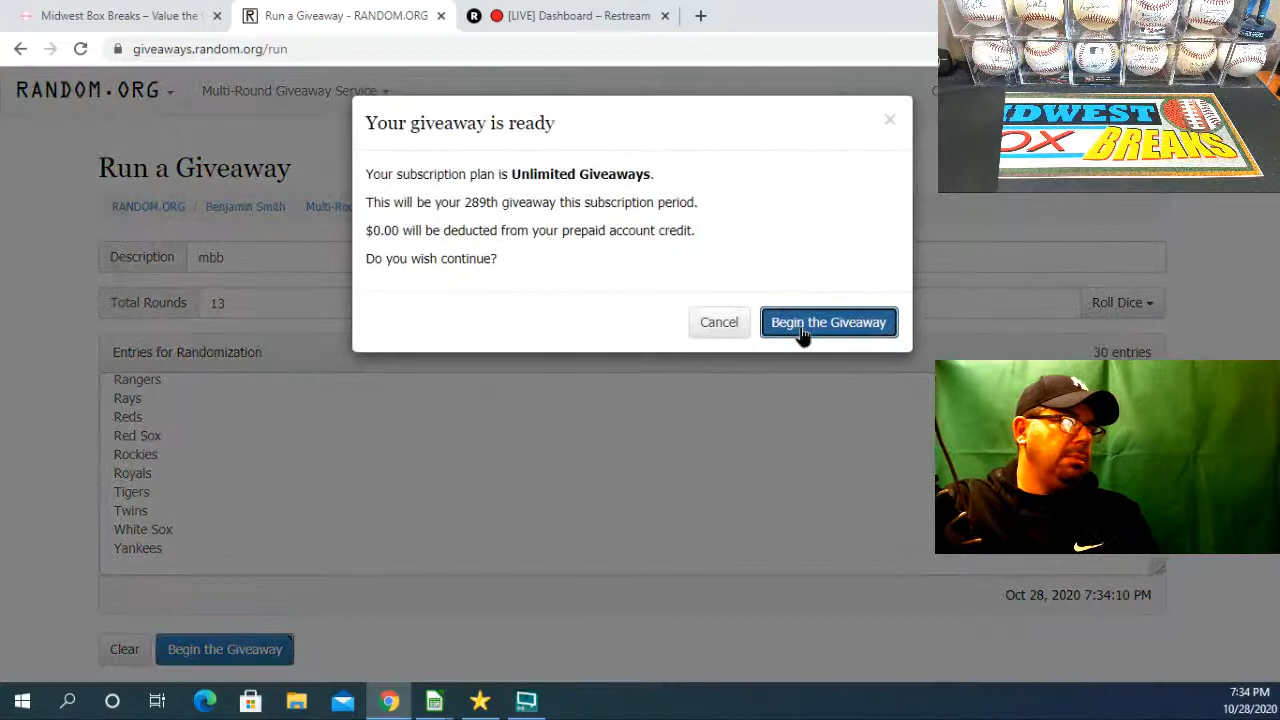 Midwest Box Breaks – Value the
Run a Giveaway - RANDOM.ORG
[LIVE] Dashboard – Restream
giveaways.random.org/run
RANDOM.ORG
Multi-Round Giveaway Service
Your giveaway is ready
Your subscription plan is Unlimited Giveaways.
This will be your 289th giveaway this subscription period.
$0.00 will be deducted from your prepaid account credit.
Do you wish continue?
Cancel
Begin the Giveaway
Run a Giveaway
RANDOM.ORG
Benjamin Smith
Description
mbb
Total Rounds
13
Roll Dice
Entries for Randomization
30 entries
Rangers
Rays
Reds
Red Sox
Rockies
Royals
Tigers
Twins
White Sox
Yankees
Oct 28, 2020 7:34:10 PM
Clear
Begin the Giveaway
MIDWEST
BOX BREAKS
7:34 PM
10/28/2020